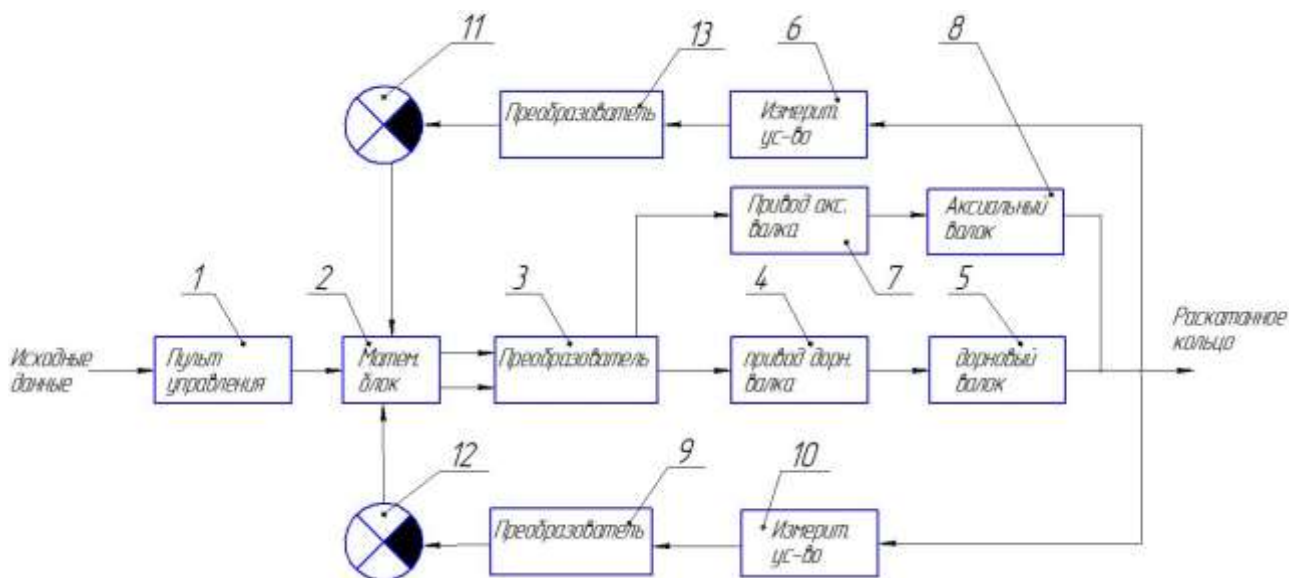 11
13
6
8
Преобразователь
Измерит.
ус-во
Привод акс.
валка
Аксиальный
валок
1
2
3
4
7
5
Исходные
данные
Пульт
управления
Матем.
блок
Преобразователь
привод дорн.
валка
дорновый
валок
Раскатанное
кольцо
12
9
10
Преобразователь
Измерит.
ус-во